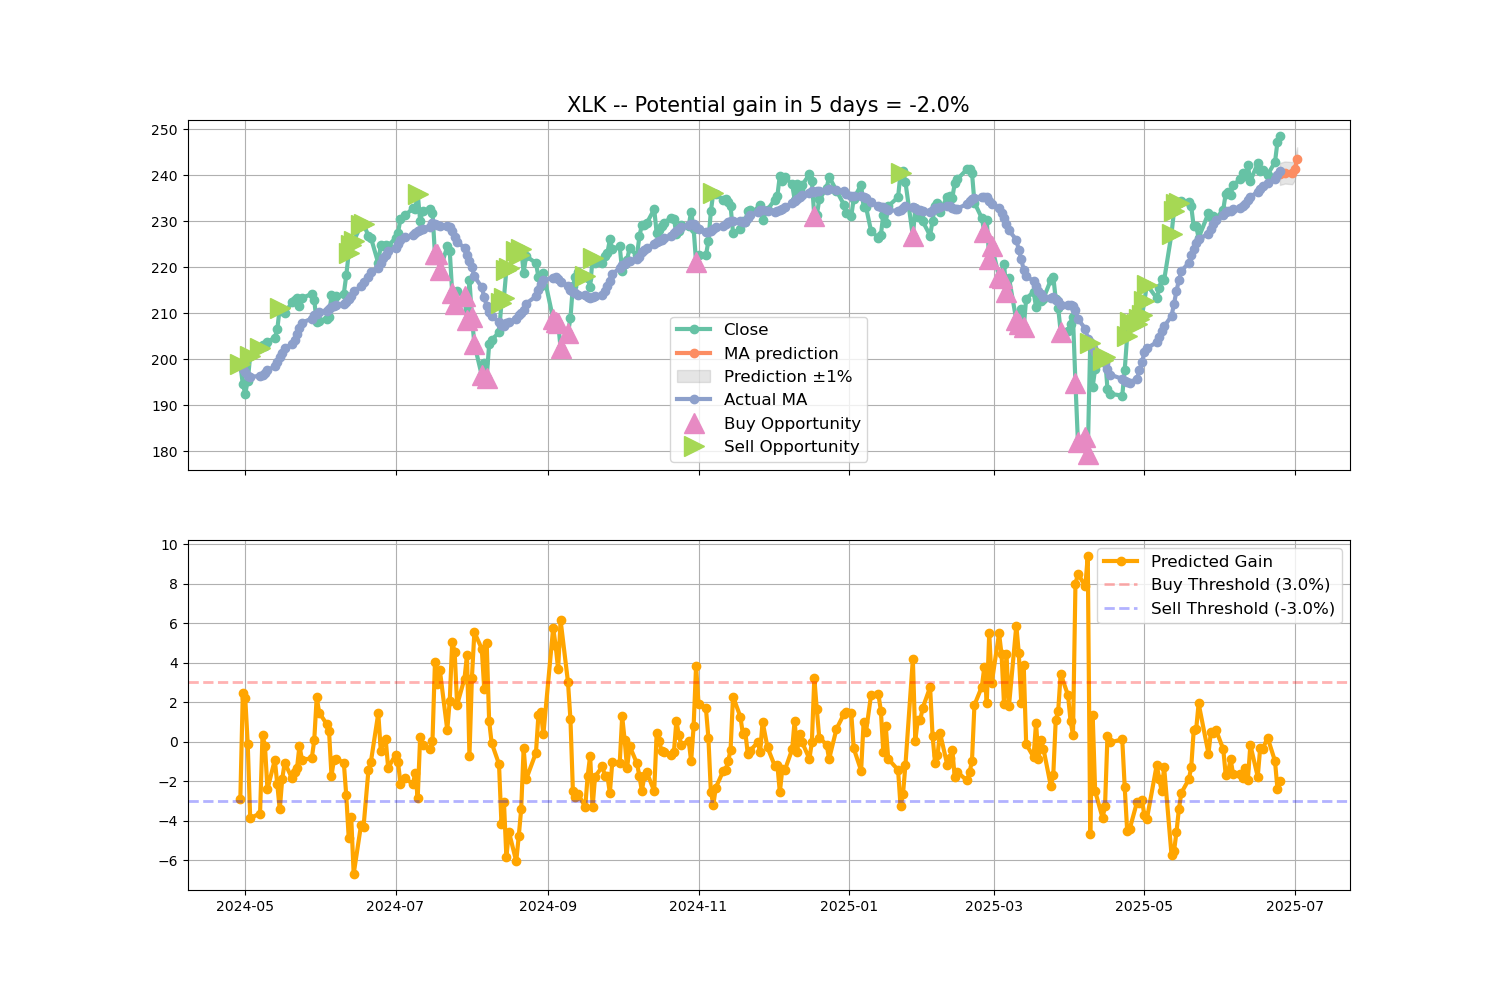 XLK -- Potential gain in 5 days = -2.0%
250
240
230
220
210
200
190
180
Close
MA prediction
Prediction ±1%
Actual MA
Buy Opportunity
Sell Opportunity
10
8
6
4
2
0
−2
−4
−6
Predicted Gain
Buy Threshold (3.0%)
Sell Threshold (-3.0%)
2024-05 2024-07 2024-09 2024-11 2025-01 2025-03 2025-05 2025-07